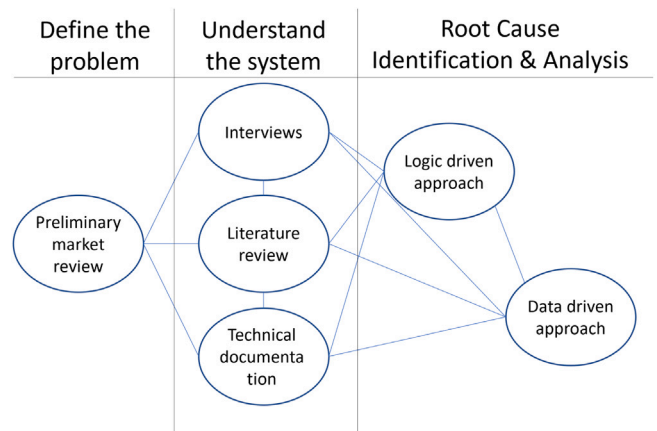 Define the
problem
Understand
the system
Root Cause
Identification & Analysis
Preliminary
market
review
Interviews
Literature
review
Technical
documenta
tion
Logic driven
approach
Data driven
approach